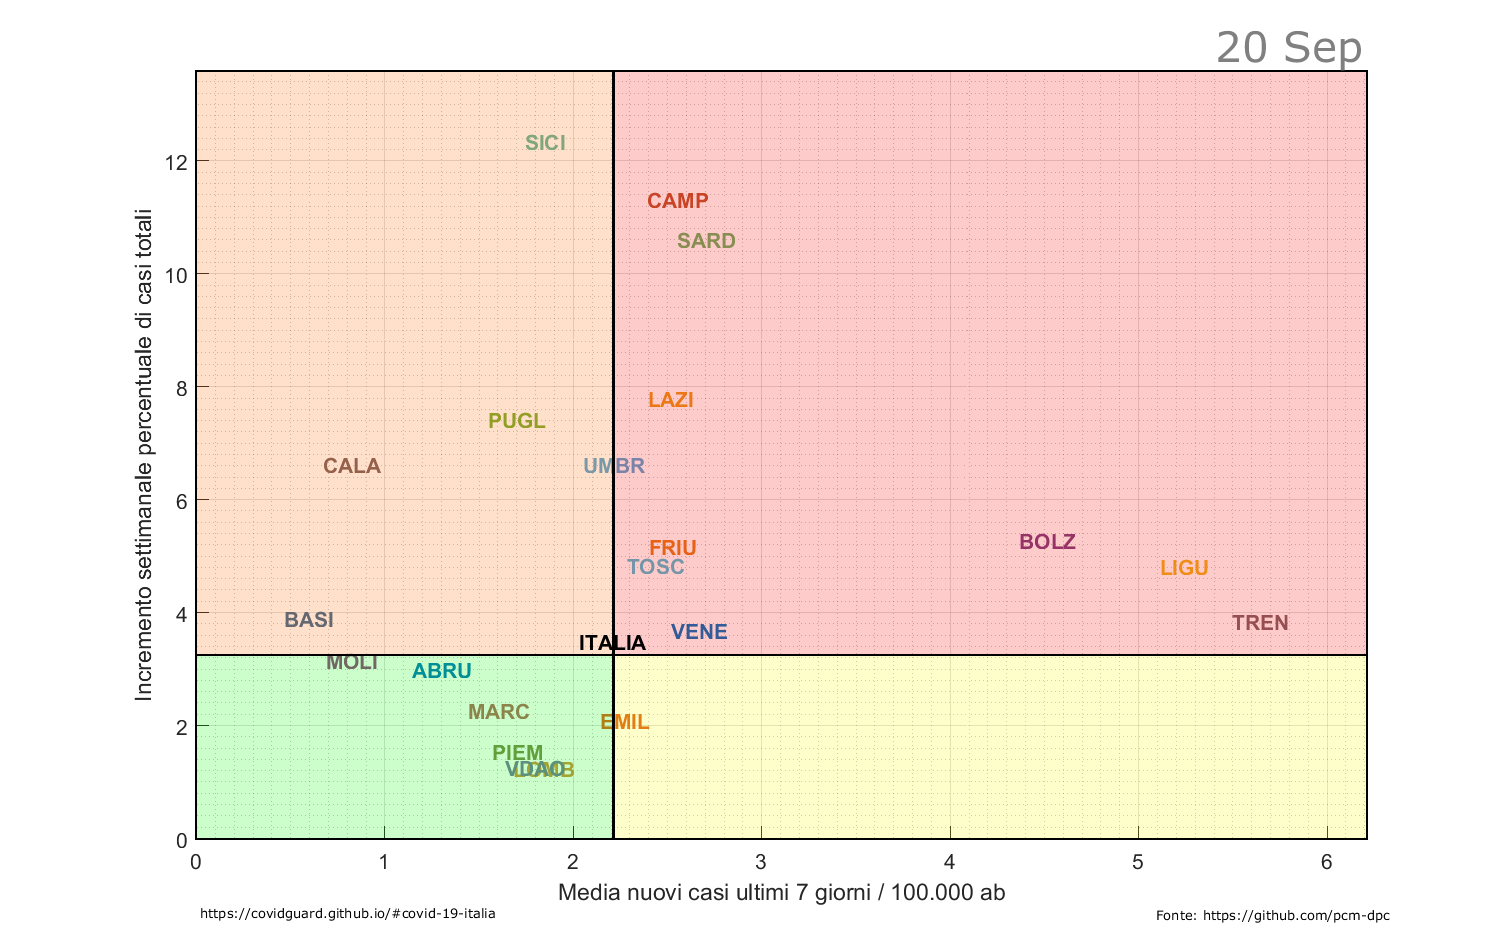 20 Sep
SICI
12
CAMP
SARD
10
8
LAZI
PUGL
CALA
UMBR
6
BOLZ
FRIU
TOSC
LIGU
4
BASI
TREN
VENE
ITALIA
MOLI
ABRU
MARC
2
EMIL
PIEM
VDAO
LOMB
0
Incremento settimanale percentuale di casi totali
0 1 2 3 4 5 6
Media nuovi casi ultimi 7 giorni / 100.000 ab
https://covidguard.github.io/#covid-19-italia
Fonte: https://github.com/pcm-dpc